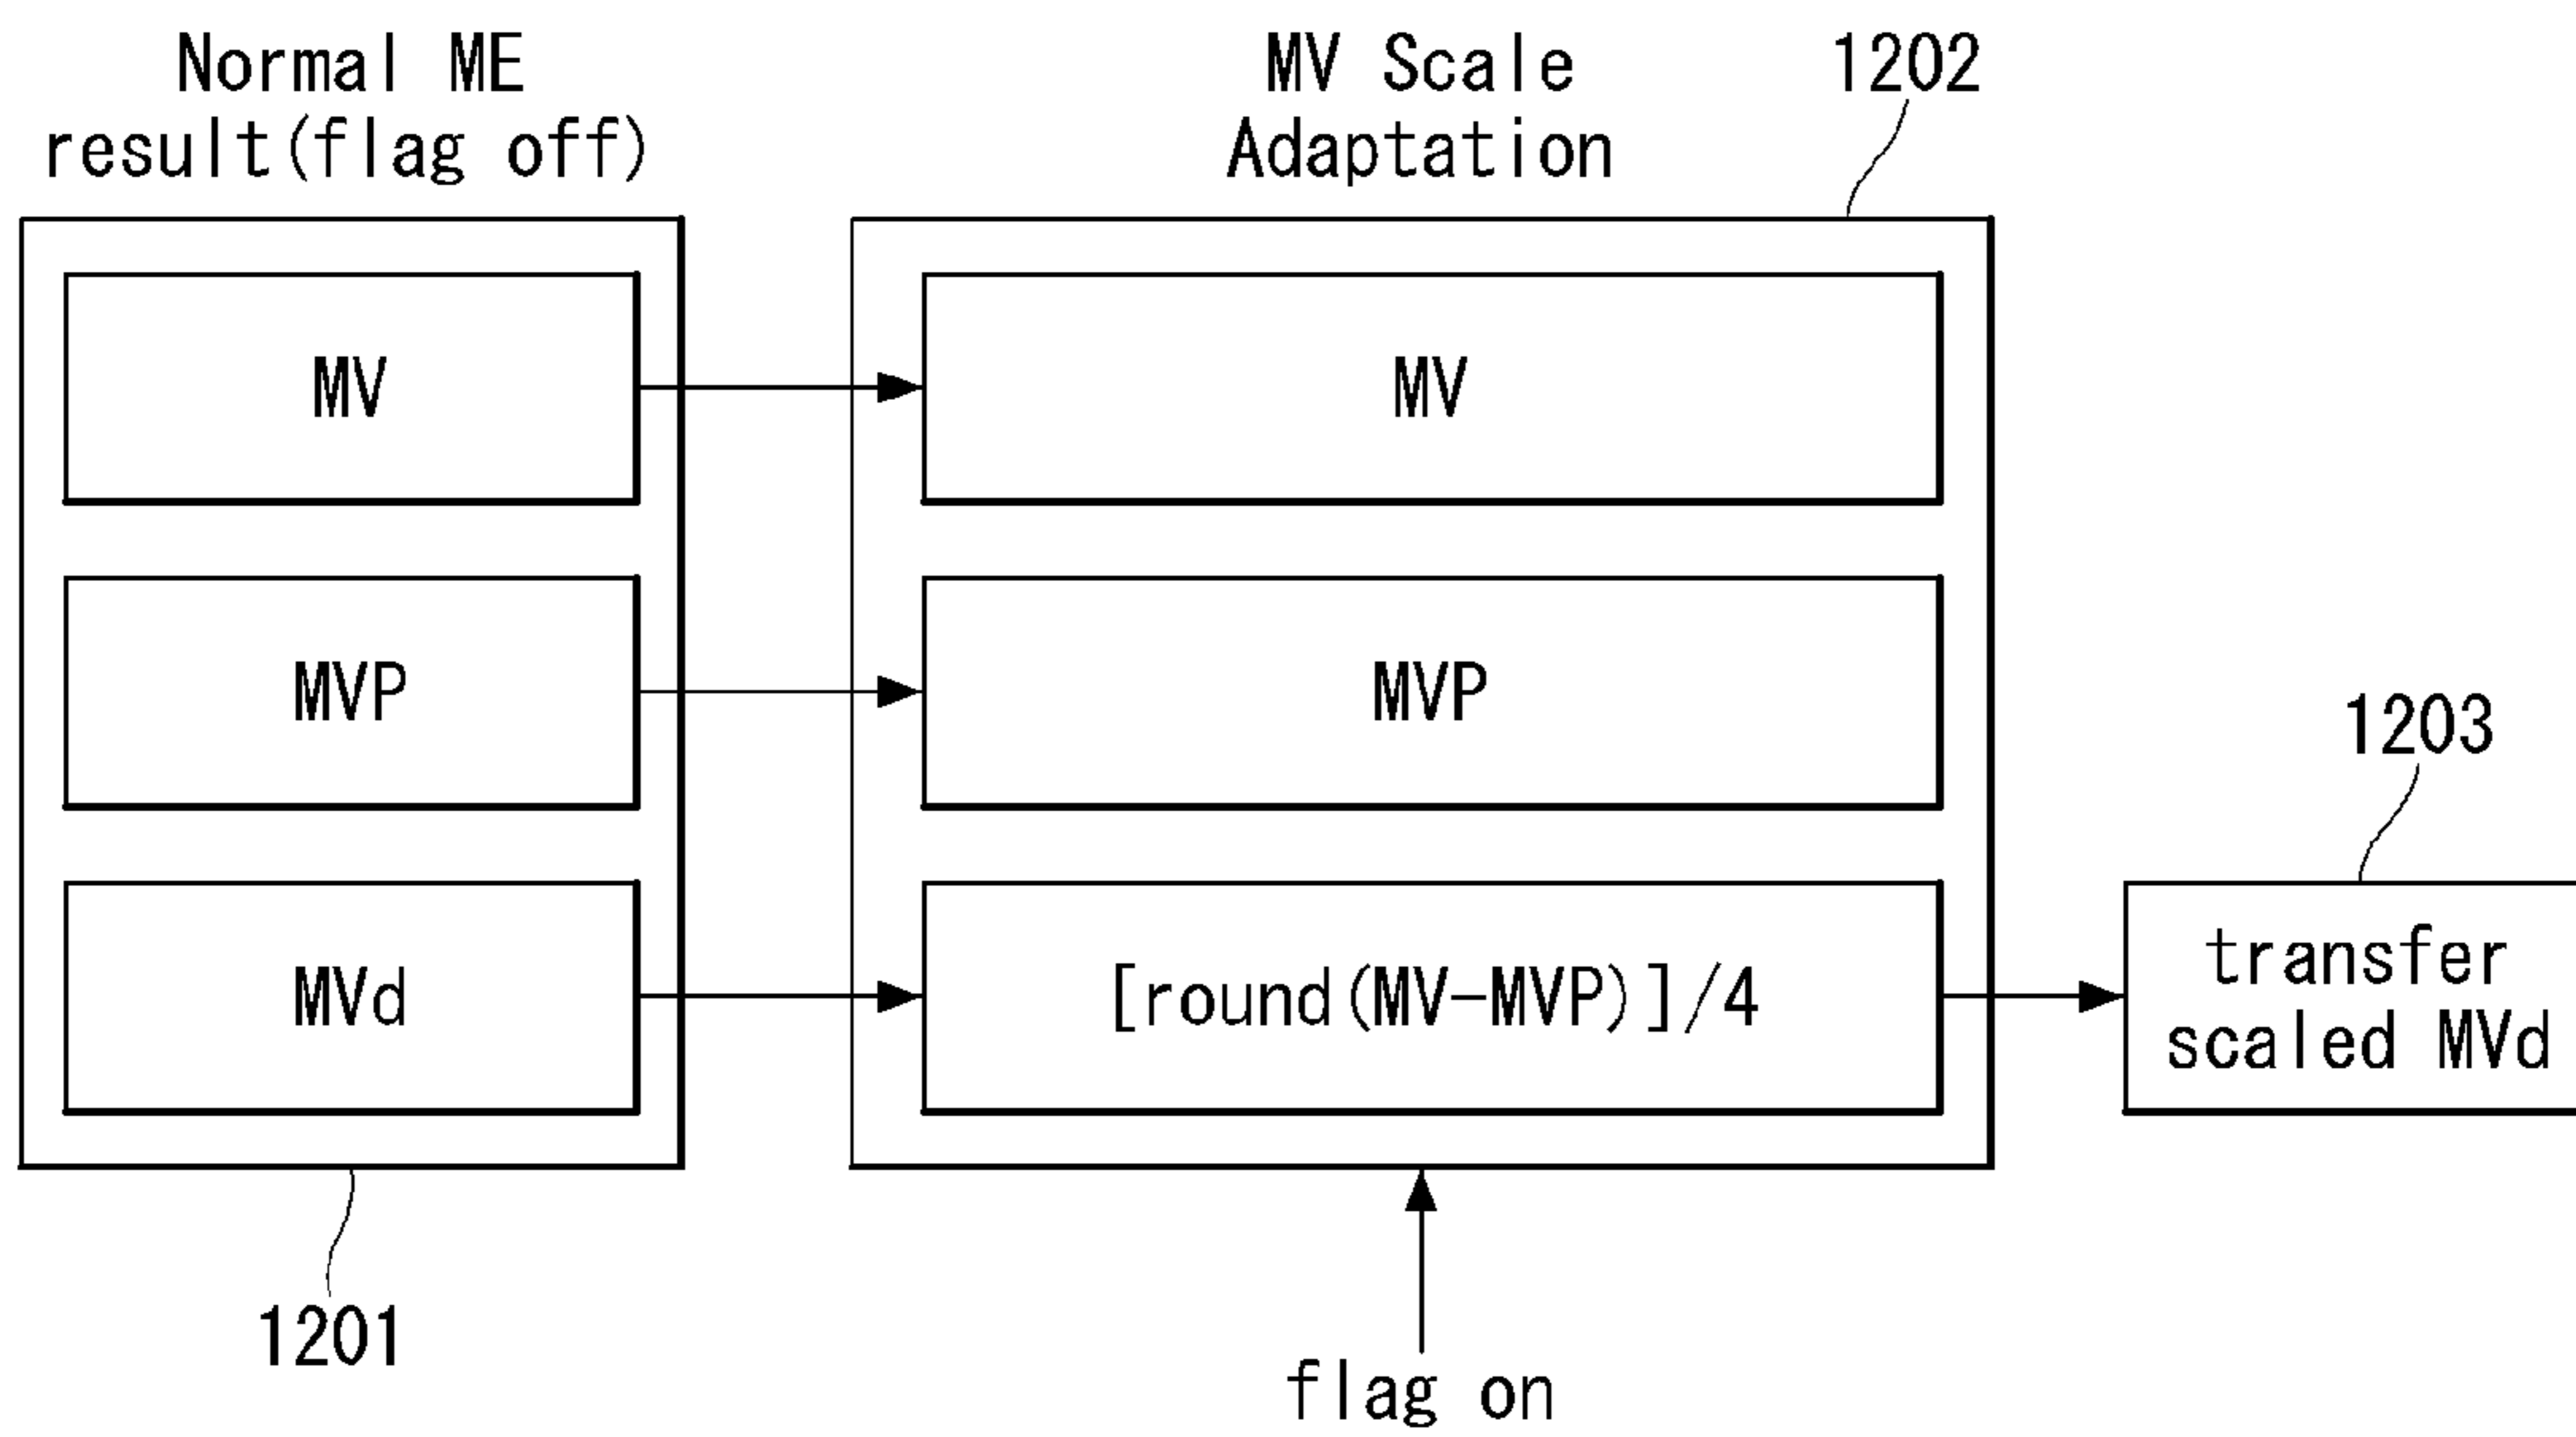 Normal ME
result(flag off)
MV Scale
Adaptation
1202
MV
MV
MVP
MVP
1203
MVd
[round(MV-MVP)]/4
transfer
scaled MVd
1201
flag on